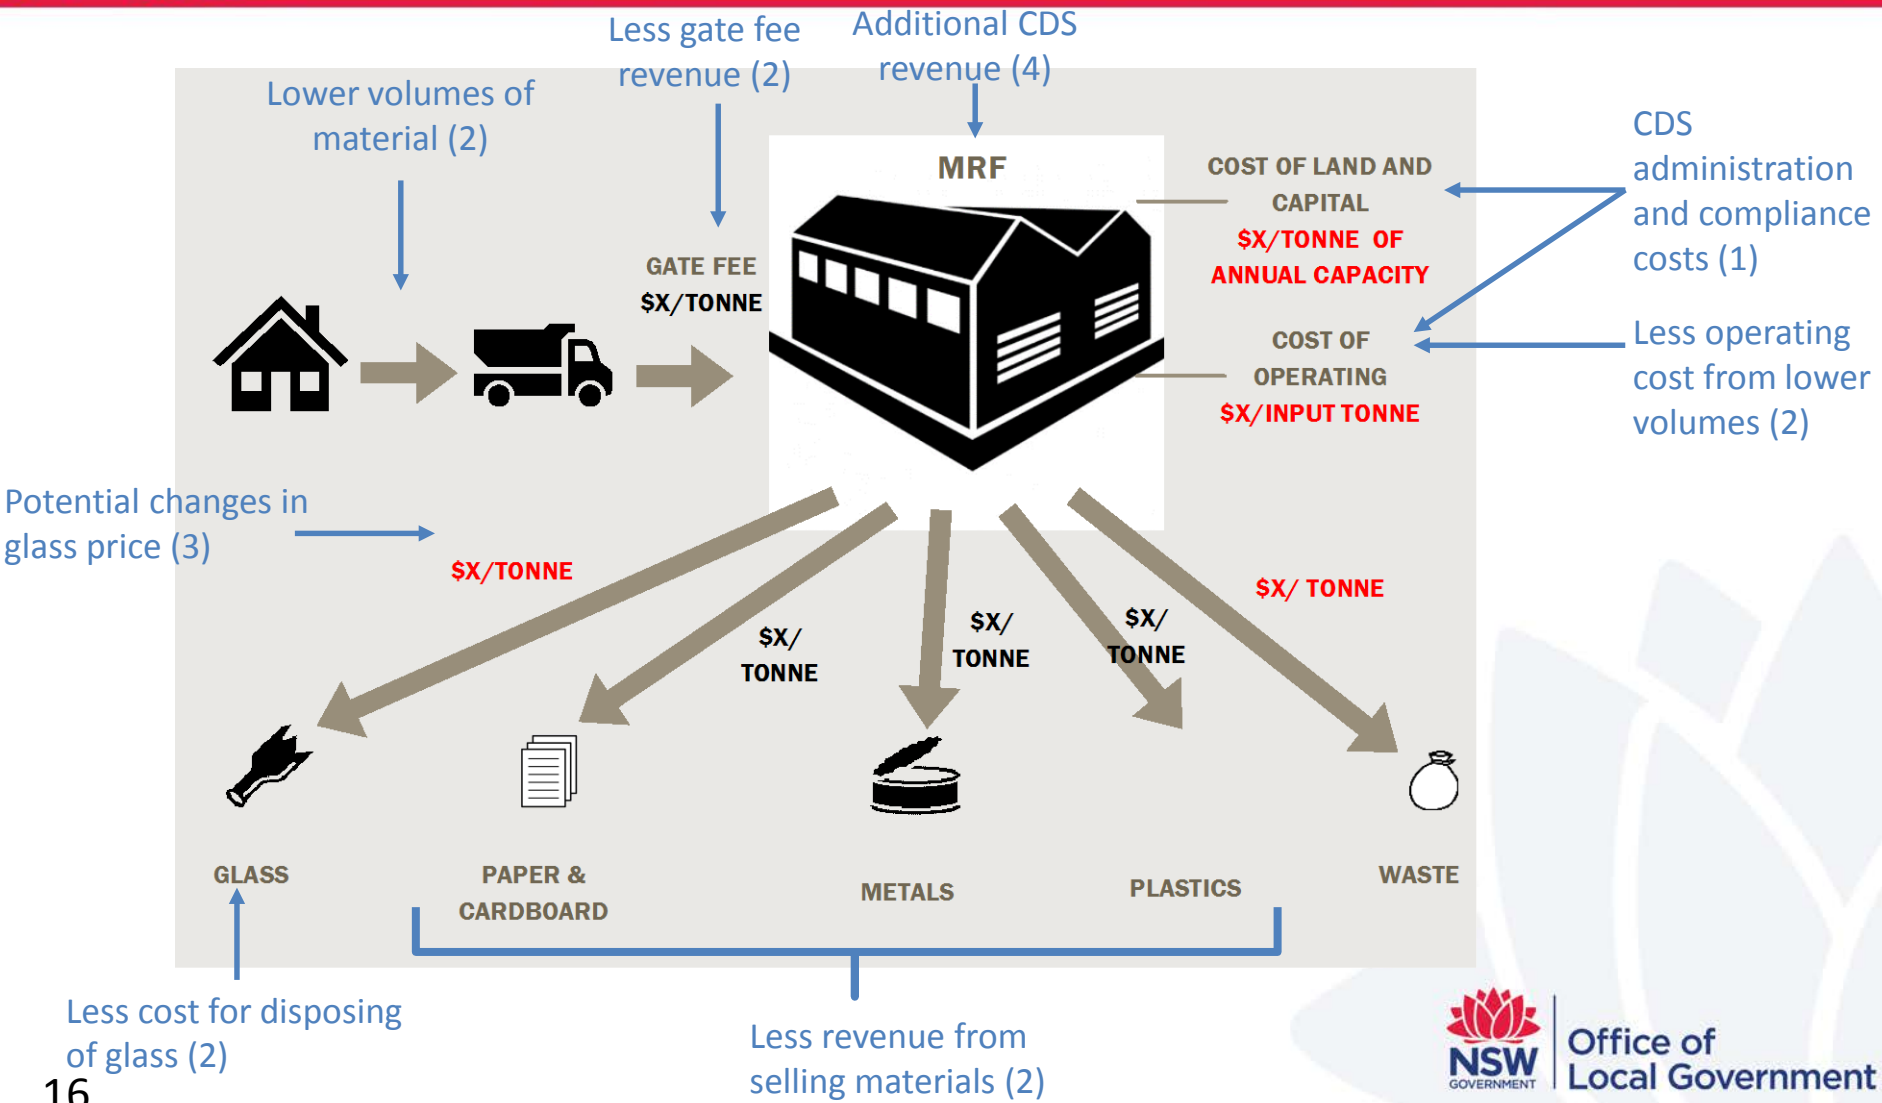 Less gate fee
revenue (2)
Additional CDS
revenue (4)
Lower volumes of
material (2)
CDS
administration
and compliance
costs (1)
MRF
COST OF LAND AND
CAPITAL
$X/TONNE OF
ANNUAL CAPACITY
GATE FEE
$X/TONNE
COST OF
OPERATING
$X/INPUT TONNE
Less operating
cost from lower
volumes (2)
Potential changes in
glass price (3)
$X/TONNE
$X/
TONNE
$X/
TONNE
$X/
TONNE
$X/ TONNE
GLASS
PAPER &
CARDBOARD
METALS
PLASTICS
WASTE
Less cost for disposing
of glass (2)
Less revenue from
selling materials (2)
16
NSW
GOVERNMENT
Office of
Local Government